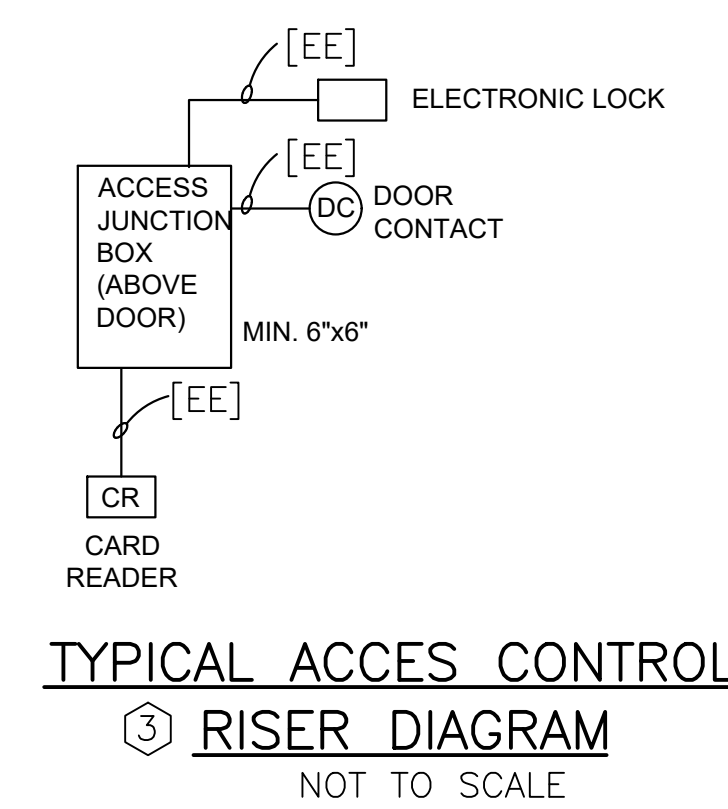 [EE]
ELECTRONIC LOCK
[EE]
ACCESS
JUNCTION
BOX
(ABOVE
DOOR)
DC
DOOR
CONTACT
MIN. 6"x6"
[EE]
CR
CARD
READER
TYPICAL ACCES CONTROL
3 RISER DIAGRAM
NOT TO SCALE